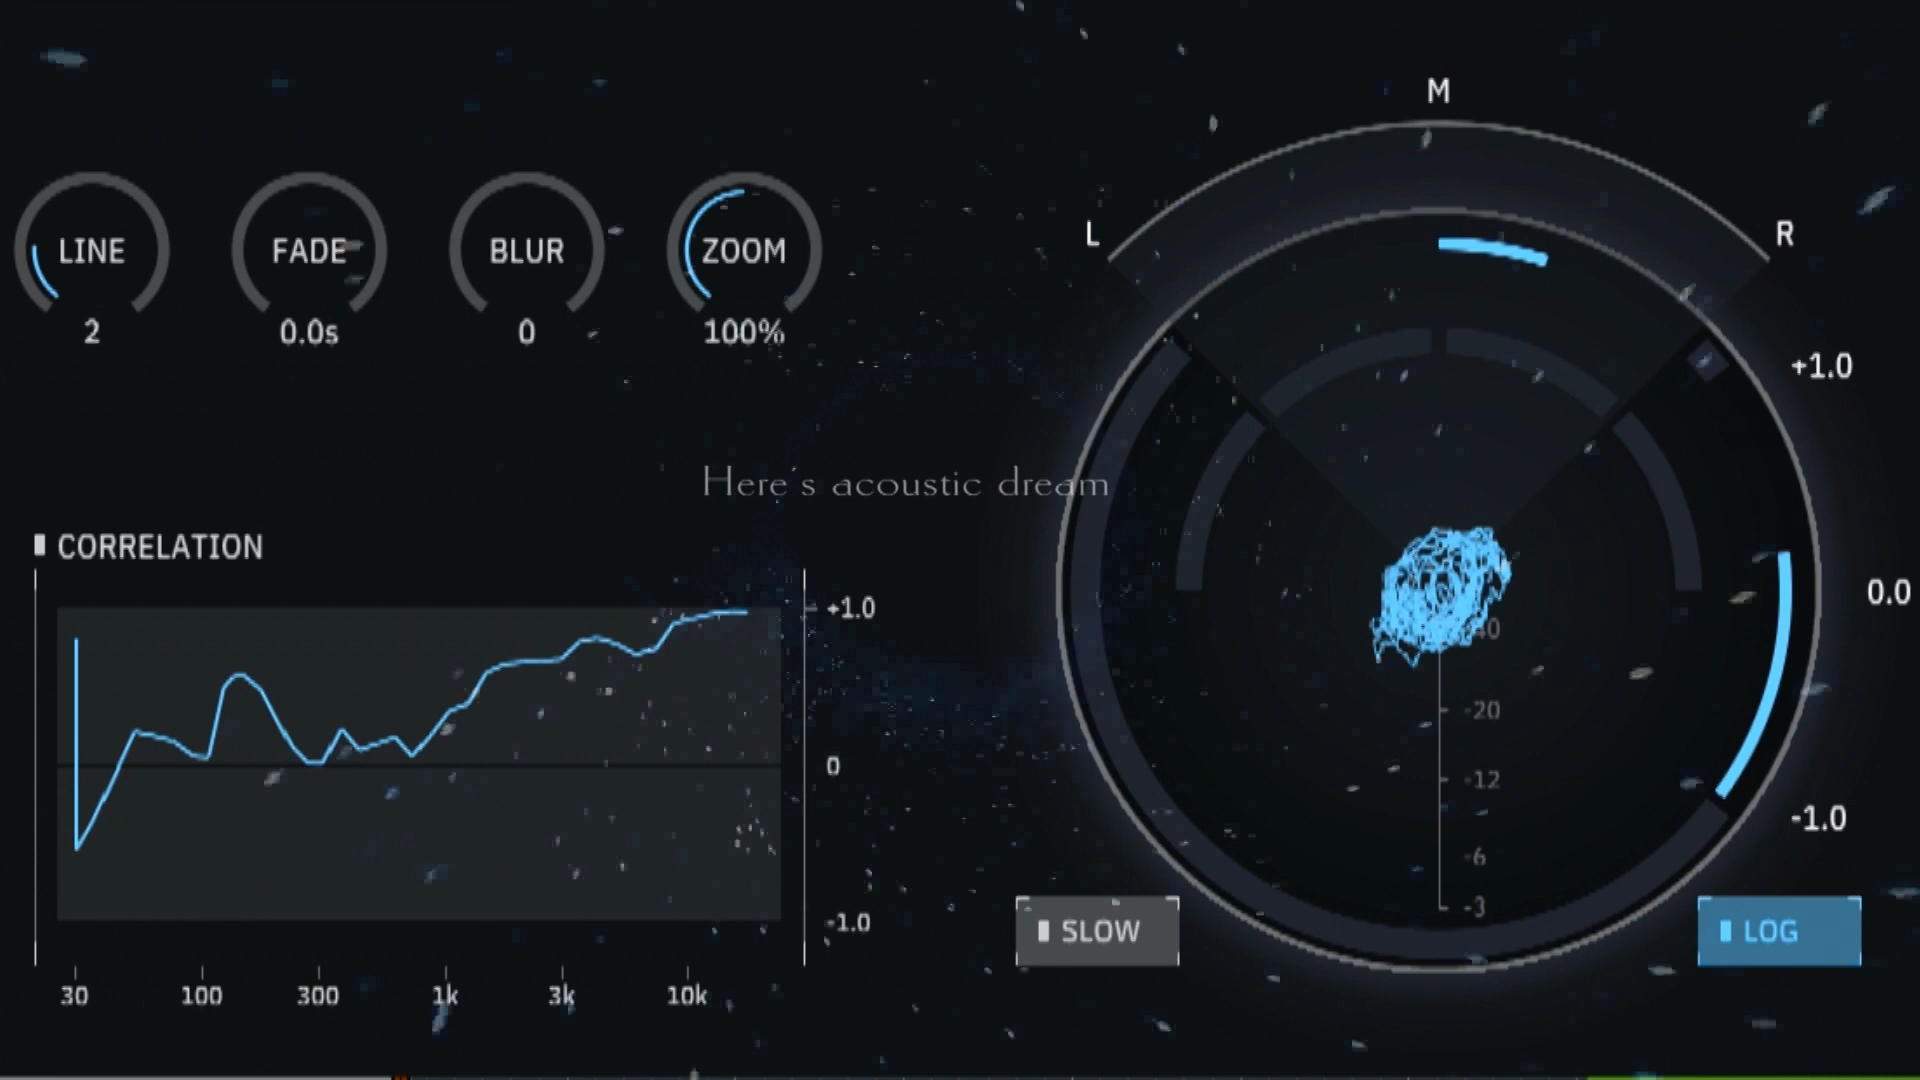 M
L
R
LINE
FADE
BLUR
ZOOM
2
0.0s
0
100%
+1.0
Here's acoustic dream
CORRELATION
+1.0
0
-1.0
0.0
-40
-20
-12
-6
-3
-1.0
SLOW
LOG
30
100
300
1k
3k
10k